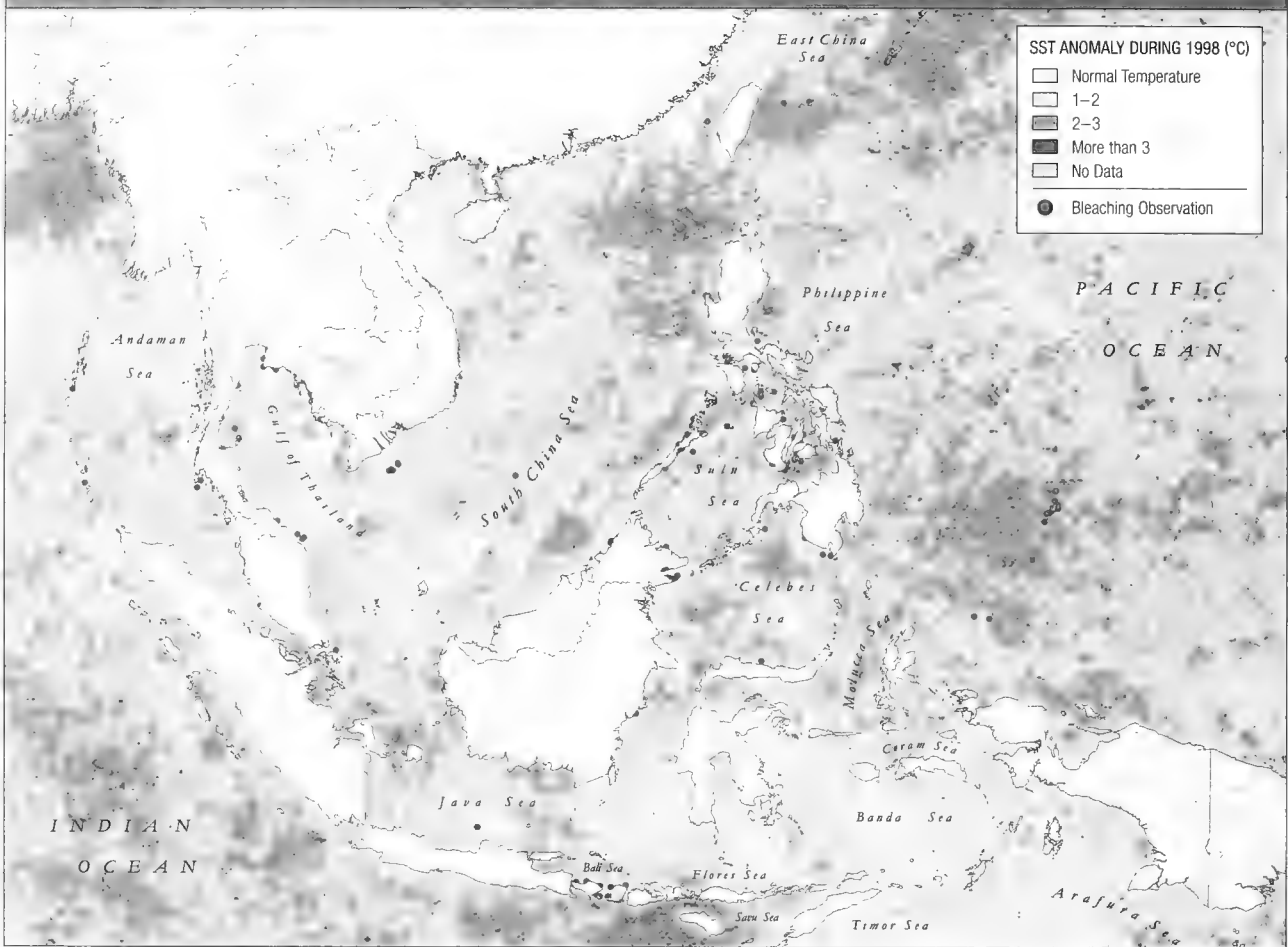 East China
Sea
SST ANOMALY DURING 1998 (°C)
Normal Temperature
1–2
2–3
More than 3
No Data
Bleaching Observation
PACIFIC
OCEAN
Philippine
Sea
Andaman
Sea
Gulf of Thailand
South China Sea
Sulu
Sea
Celebes
Sea
Molucca Sea
Ceram Sea
Java Sea
Banda Sea
INDIAN
OCEAN
Bali Sea
Flores Sea
Savu Sea
Timor Sea
Arafura Sea